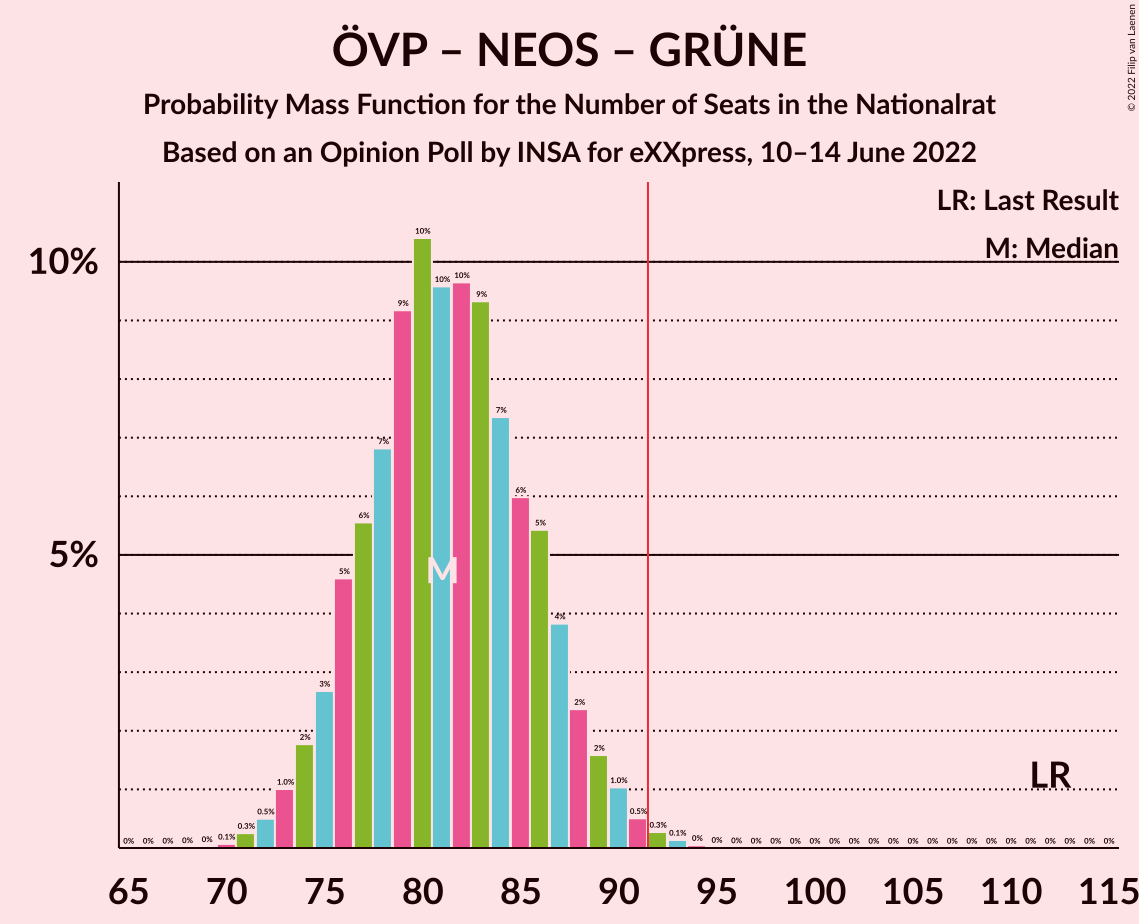 ÖVP – NEOS – GRÜNE
Probability Mass Function for the Number of Seats in the Nationalrat
Based on an Opinion Poll by INSA for eXXpress, 10–14 June 2022
© 2022 Filip van Laenen
LR: Last Result
M: Median
10%
5%
0% 0% 0% 0% 0% 0.1% 0.3% 0.5% 1.0% 2% 3% 5% 6% 7% 9% 10% 10% 10% 9% 7% 6% 5% 4% 2% 2% 1.0% 0.5% 0.3% 0.1% 0% 0% 0% 0% 0% 0% 0% 0% 0% 0% 0% 0% 0% 0% 0% 0% 0% 0% 0% 0% 0% 0%
M
LR
65 70 75 80 85 90 95 100 105 110 115